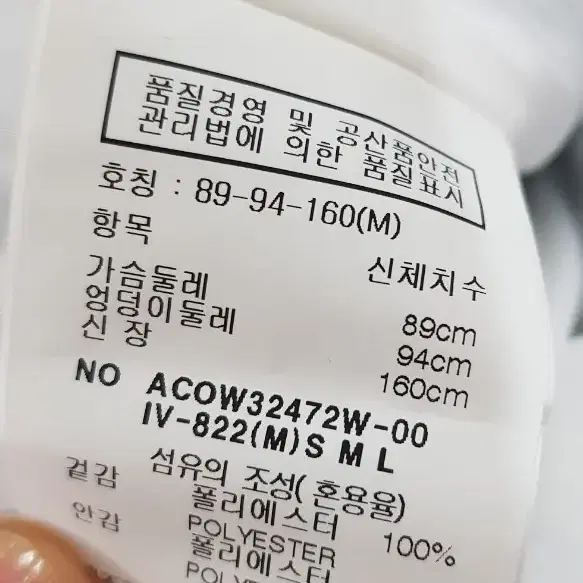 품질경영 및 공산품안전
관리법에 의한 품질표시
호칭 : 89-94-160(M)
항목 신체치수
가슴둘레 89cm
엉덩이둘레 94cm
신 장 160cm
NO ACOW32472W-00
IV-822(M)S M L
섬유의 조성( 혼용율)
겉감 폴리에스터 100%
POLYESTER
안감 폴리에스터